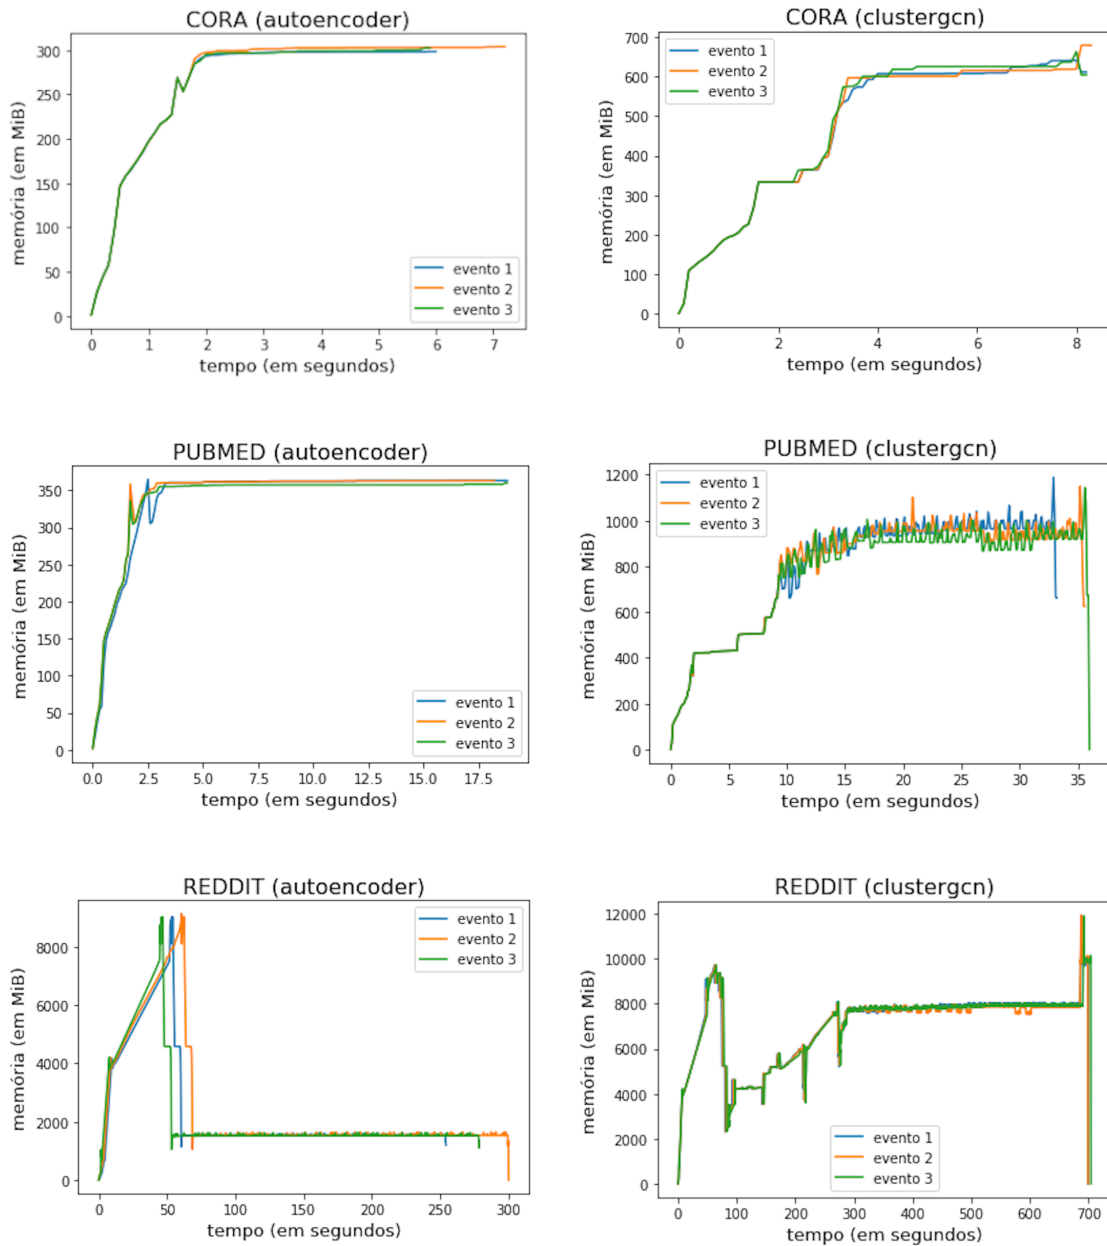 CORA (autoencoder)
memória (em MiB)
300
250
200
150
100
50
0
evento 1
evento 2
evento 3
0 1 2 3 4 5 6 7
tempo (em segundos)
CORA (clustergcn)
memória (em MiB)
700
600
500
400
300
200
100
0
evento 1
evento 2
evento 3
0 2 4 6 8
tempo (em segundos)
PUBMED (autoencoder)
memória (em MiB)
350
300
250
200
150
100
50
0
evento 1
evento 2
evento 3
0.0 2.5 5.0 7.5 10.0 12.5 15.0 17.5
tempo (em segundos)
PUBMED (clustergcn)
memória (em MiB)
1200
1000
800
600
400
200
0
evento 1
evento 2
evento 3
0 5 10 15 20 25 30 35
tempo (em segundos)
REDDIT (autoencoder)
memória (em MiB)
8000
6000
4000
2000
0
evento 1
evento 2
evento 3
0 50 100 150 200 250 300
tempo (em segundos)
REDDIT (clustergcn)
memória (em MiB)
12000
10000
8000
6000
4000
2000
0
evento 1
evento 2
evento 3
0 100 200 300 400 500 600 700
tempo (em segundos)